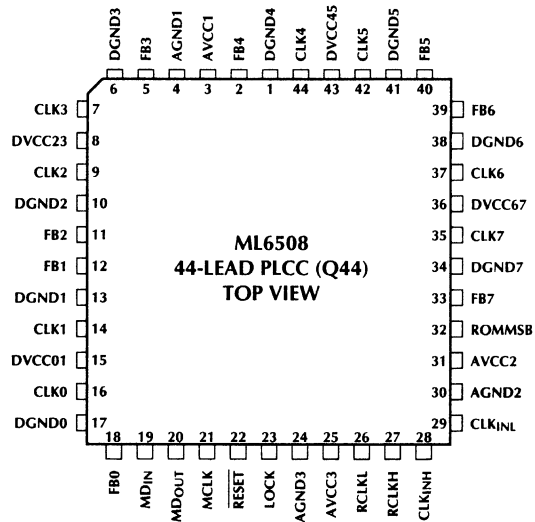 DGND3
FB3
AGND1
AVCC1
FB4
DGND4
CLK4
DVCC45
CLK5
DGND5
FB5
6 5 4 3 2 1 44 43 42 41 40
CLK3 7
DVCC23 8
CLK2 9
DGND2 10
FB2 11
FB1 12
DGND1 13
CLK1 14
DVCC01 15
CLK0 16
DGND0 17
ML6508
44-LEAD PLCC (Q44)
TOP VIEW
39 FB6
38 DGND6
37 CLK6
36 DVCC67
35 CLK7
34 DGND7
33 FB7
32 ROMMSB
31 AVCC2
30 AGND2
29 CLKINL
18 19 20 21 22 23 24 25 26 27 28
FB0
MDIN
MDOUT
MCLK
RESET
LOCK
AGND3
AVCC3
RCLKL
RCLKH
CLKINH